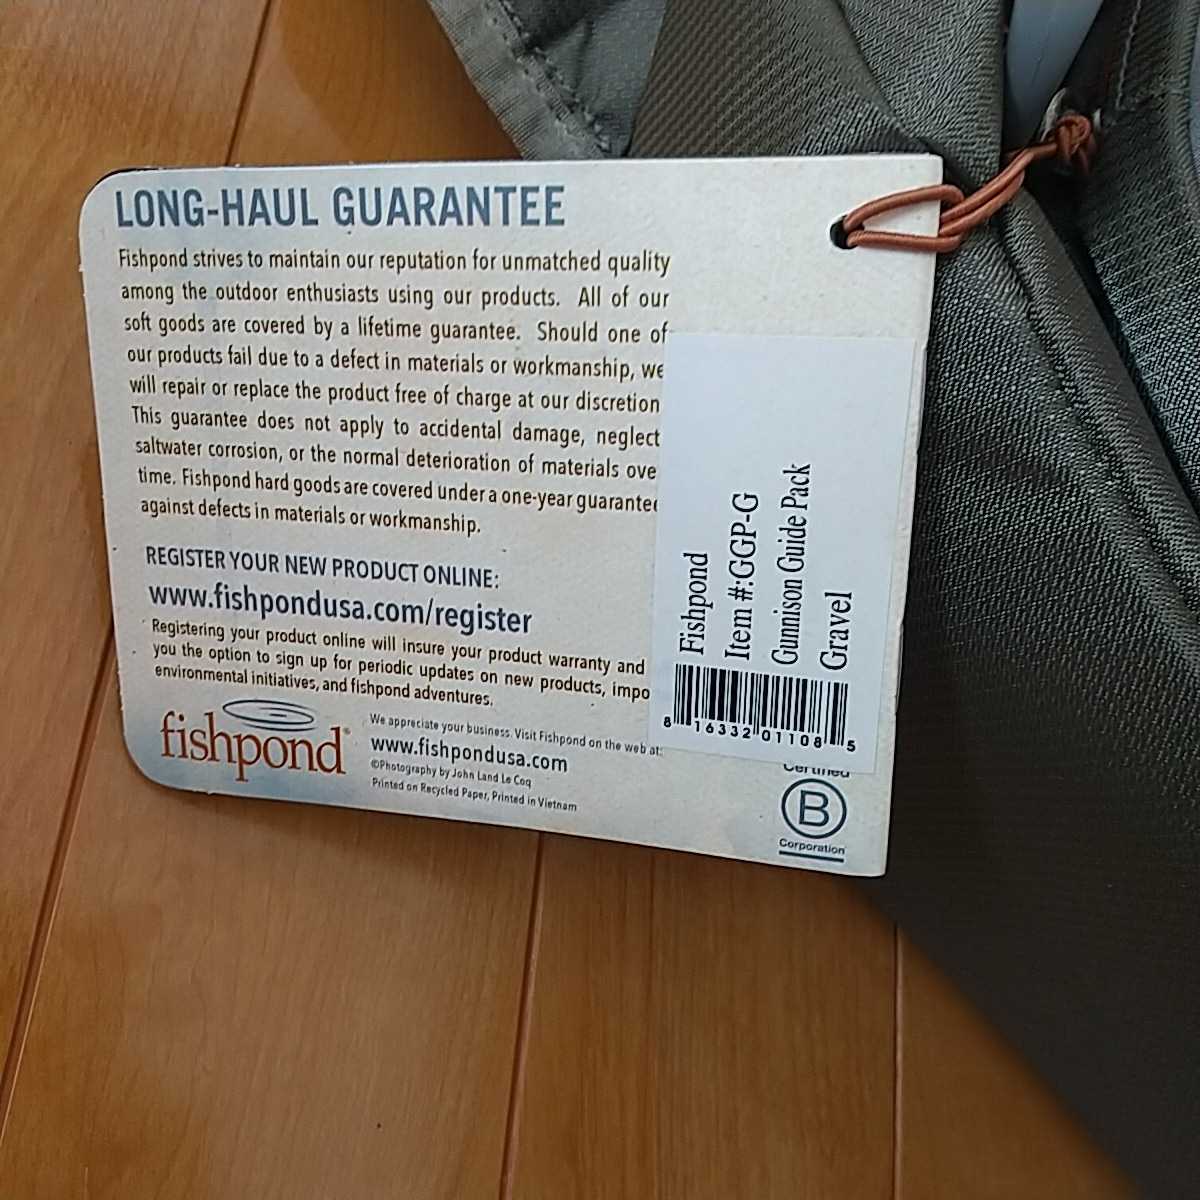 LONG-HAUL GUARANTEE
Fishpond strives to maintain our reputation for unmatched quality
among the outdoor enthusiasts using our products. All of our
soft goods are covered by a lifetime guarantee. Should one of
our products fail due to a defect in materials or workmanship, we
will repair or replace the product free of charge at our discretion
This guarantee does not apply to accidental damage, neglect
saltwater corrosion, or the normal deterioration of materials ove
time. Fishpond hard goods are covered under a one-year guarantee
against defects in materials or workmanship.
REGISTER YOUR NEW PRODUCT ONLINE:
www.fishpondusa.com/register
Registering your product online will insure your product warranty and
you the option to sign up for periodic updates on new products, impo
environmental initiatives, and fishpond adventures.
fishpond
We appreciate your business. Visit Fishpond on the web at:
www.fishpondusa.com
©Photography by John Land Le Coq
Printed on Recycled Paper, Printed in Vietnam
Fishpond
Item #:GGP-G
Gunnison Guide Pack
Gravel
8 16332 01108 5
Certified
B
Corporation